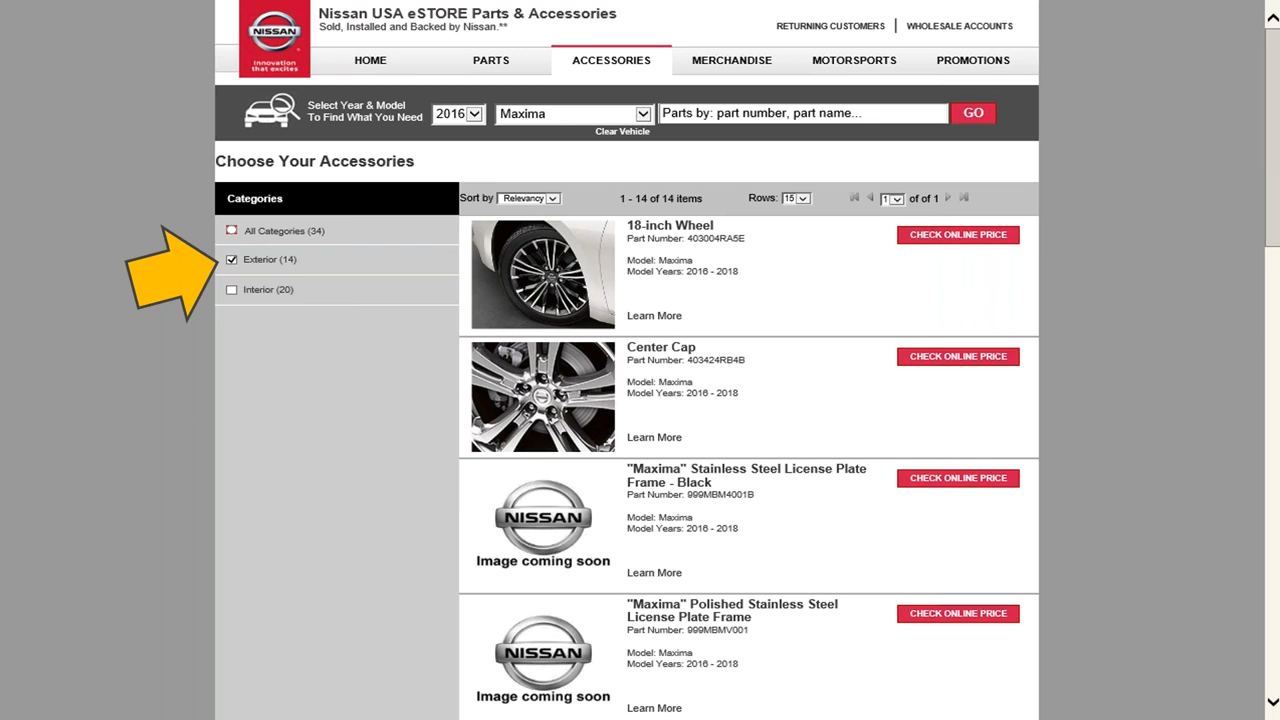 Nissan USA eSTORE Parts & Accessories
Sold, Installed and Backed by Nissan.**
RETURNING CUSTOMERS | WHOLESALE ACCOUNTS
NISSAN
Innovation
that excites
HOME PARTS ACCESSORIES MERCHANDISE MOTORSPORTS PROMOTIONS
Select Year & Model
To Find What You Need
2016 Maxima Parts by: part number, part name... GO
Clear Vehicle
Choose Your Accessories
Categories
All Categories (34)
Exterior (14)
Interior (20)
Sort by Relevancy 1 - 14 of 14 items Rows: 15 1 of of 1
18-inch Wheel
Part Number: 403004RA5E
CHECK ONLINE PRICE
Model: Maxima
Model Years: 2016 - 2018
Learn More
Center Cap
Part Number: 403424RB4B
CHECK ONLINE PRICE
Model: Maxima
Model Years: 2016 - 2018
Learn More
NISSAN
Image coming soon
"Maxima" Stainless Steel License Plate
Frame - Black
Part Number: 999MBM4001B
CHECK ONLINE PRICE
Model: Maxima
Model Years: 2016 - 2018
Learn More
NISSAN
Image coming soon
"Maxima" Polished Stainless Steel
License Plate Frame
Part Number: 999MBMV001
CHECK ONLINE PRICE
Model: Maxima
Model Years: 2016 - 2018
Learn More